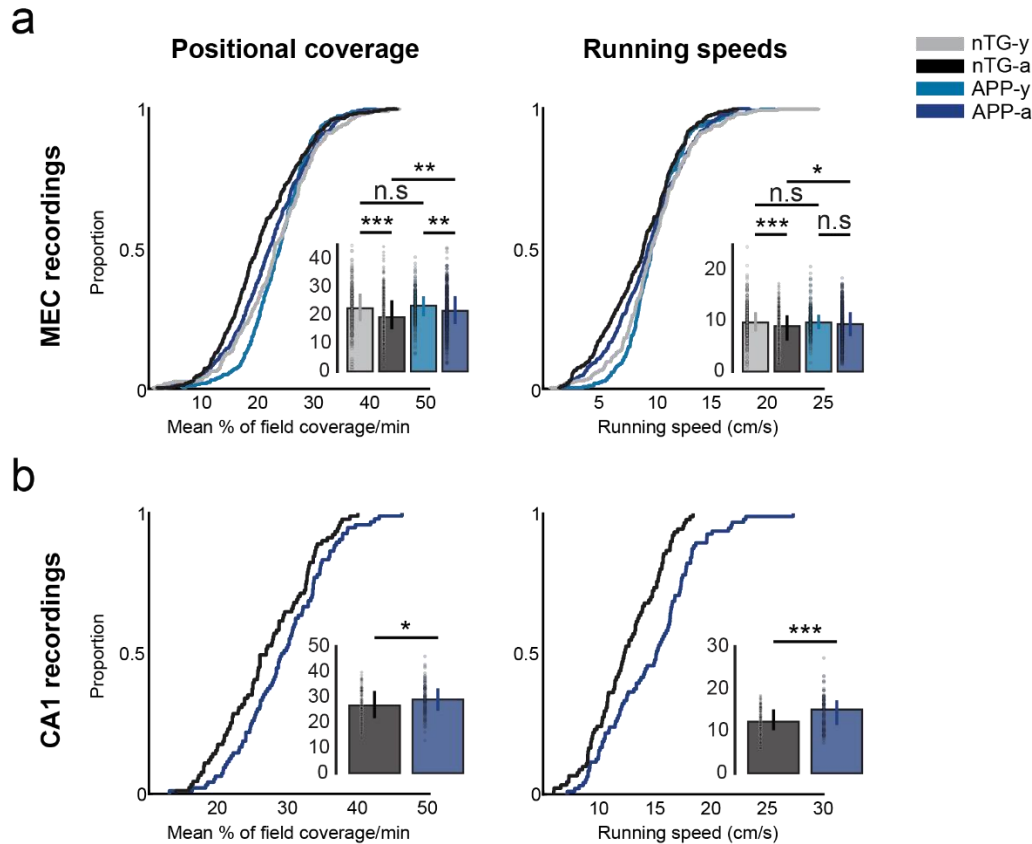 a
Positional coverage
Running speeds
nTG-y
nTG-a
APP-y
APP-a
MEC recordings
Proportion
1
0.5
0
10 20 30 40 50
Mean % of field coverage/min
40
30
20
10
0
**
n.s
*** **
1
0.5
0
5 10 15 20 25
Running speed (cm/s)
20
10
0
*
n.s
*** n.s
b
CA1 recordings
Proportion
1
0.5
0
20 30 40 50
Mean % of field coverage/min
50
40
30
20
10
0
*
1
0.5
0
10 15 20 25 30
Running speed (cm/s)
30
20
10
0
***